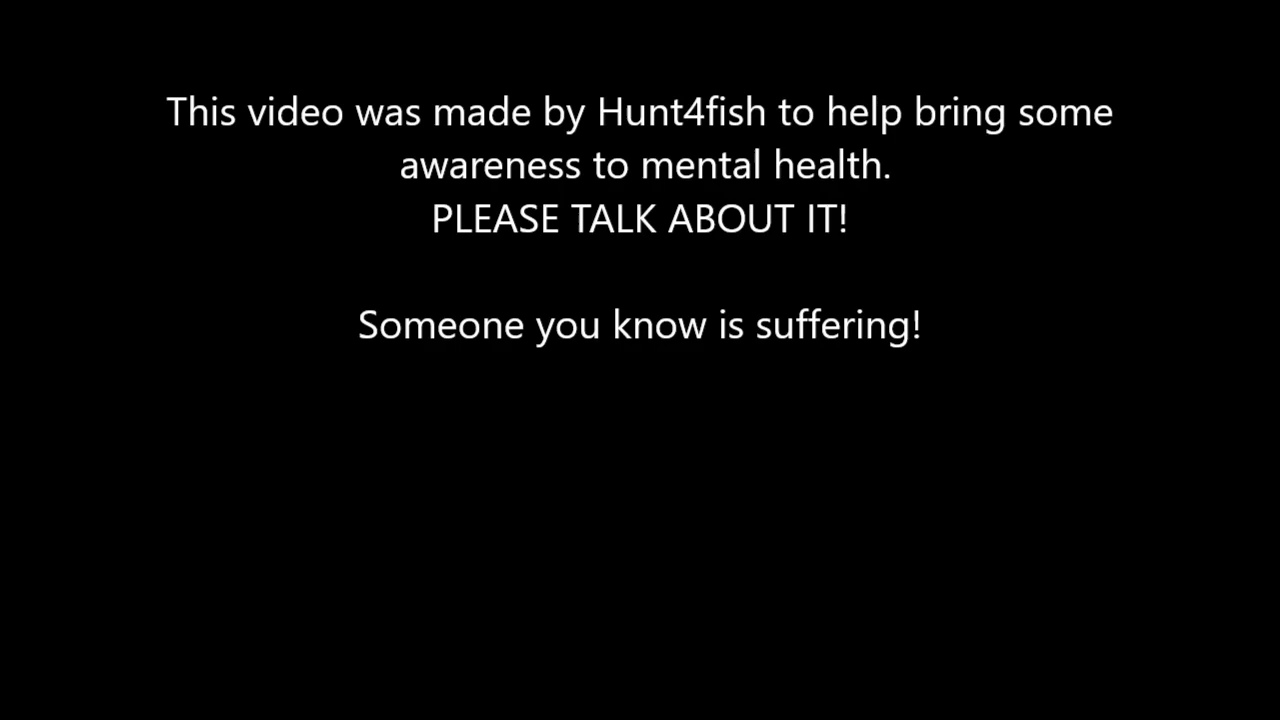 This video was made by Hunt4fish to help bring some
awareness to mental health.
PLEASE TALK ABOUT IT!
Someone you know is suffering!